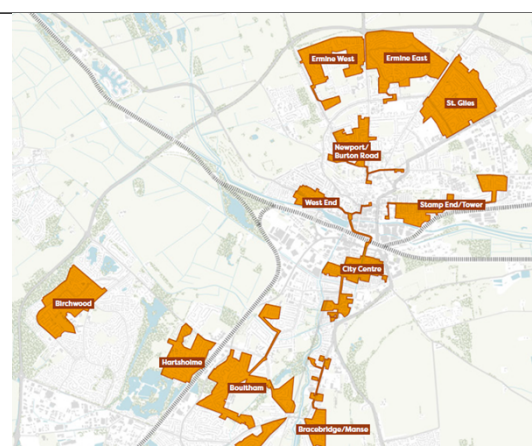 Ermine West
Ermine East
St. Giles
Newport/
Burton Road
West End
Stamp End/Tower
City Centre
Birchwood
Hartsholme
Boultham
Bracebridge/Manse